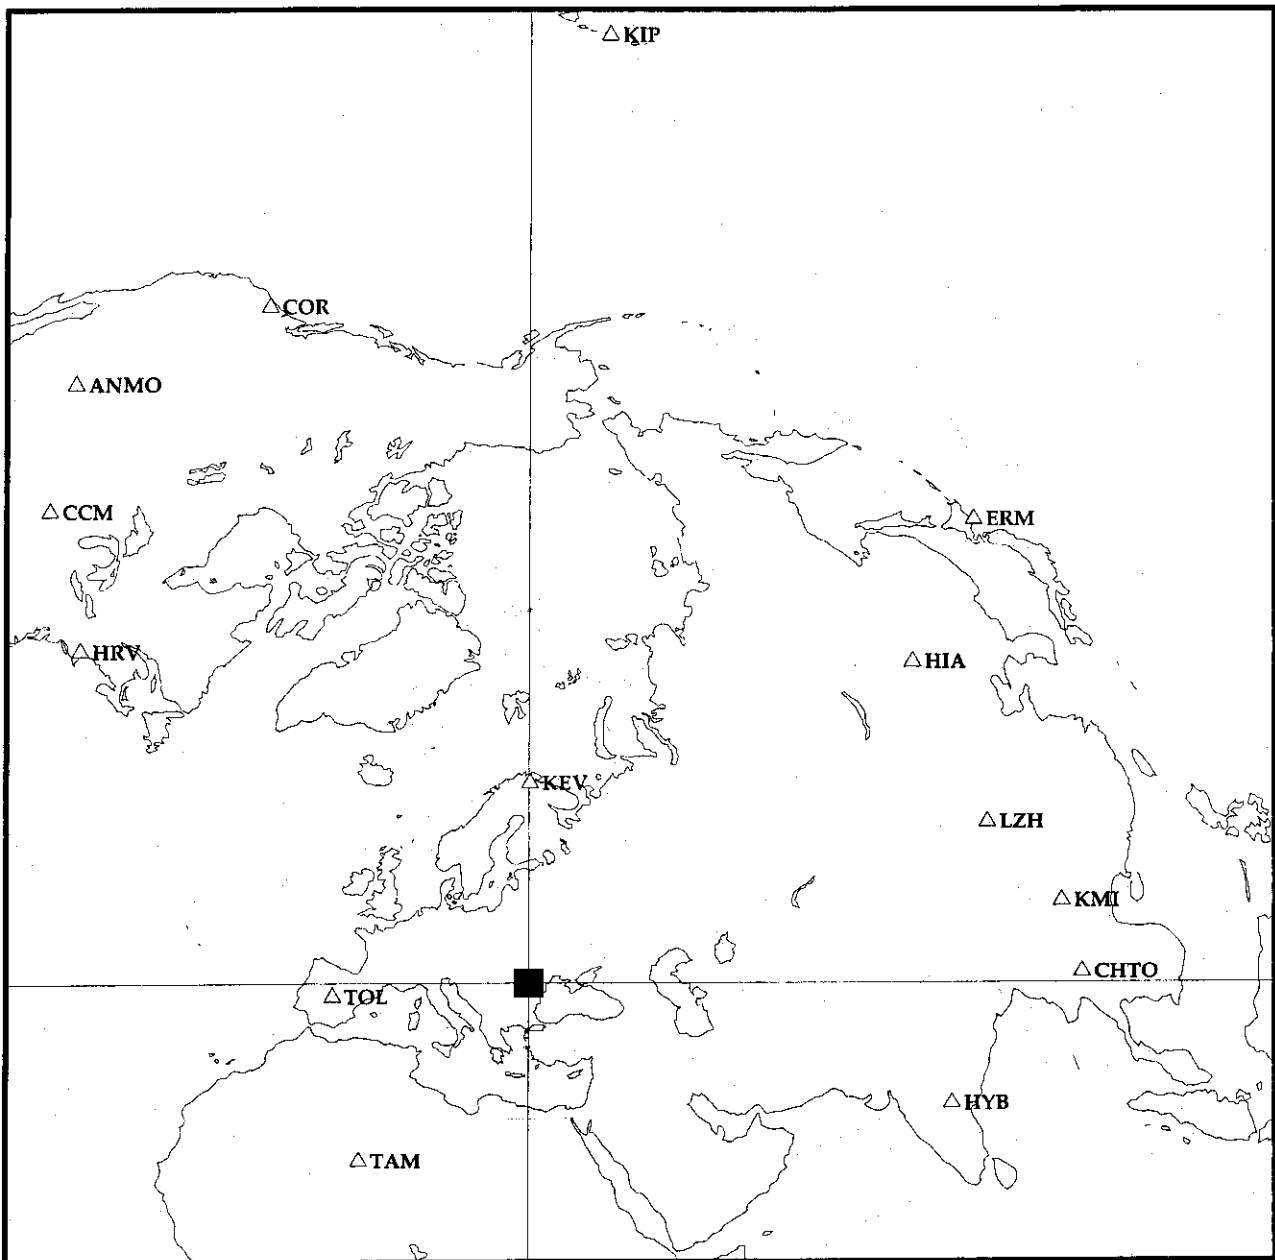 KIP
COR
ANMO
CCM
ERM
HRV
HIA
KEV
LZH
KMI
CHTO
TOL
HYB
TAM